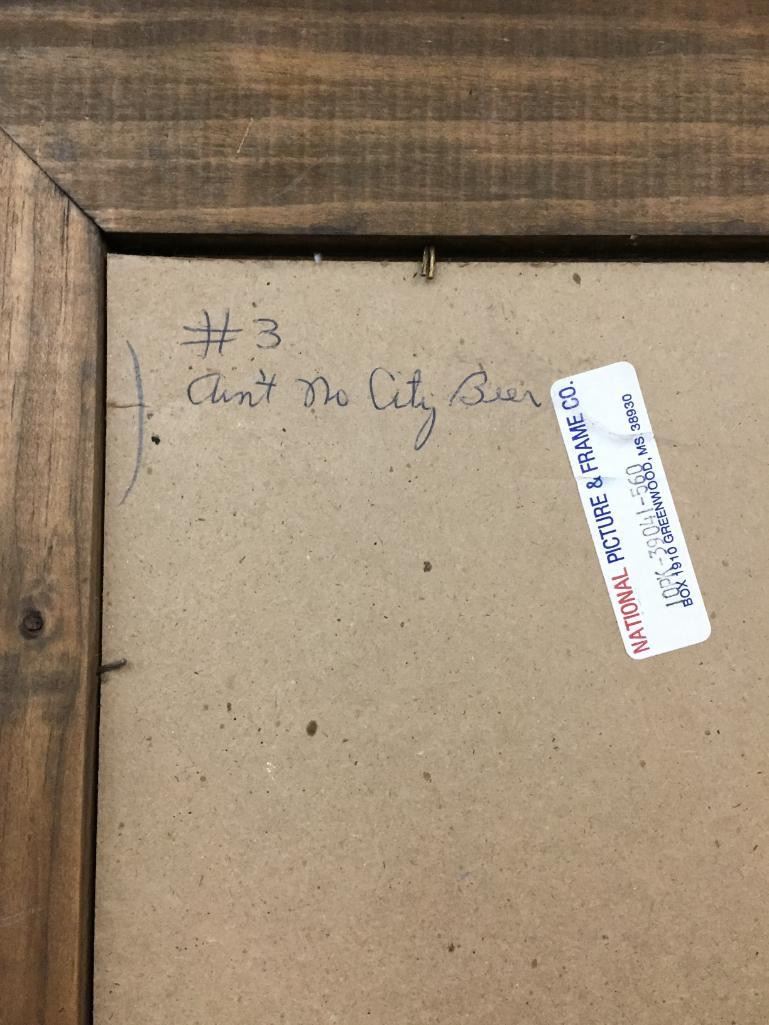 #3
Ain't No City Beer
NATIONAL PICTURE & FRAME CO.
10PK-39041-560
BOX 1910 GREENWOOD, MS. 38930